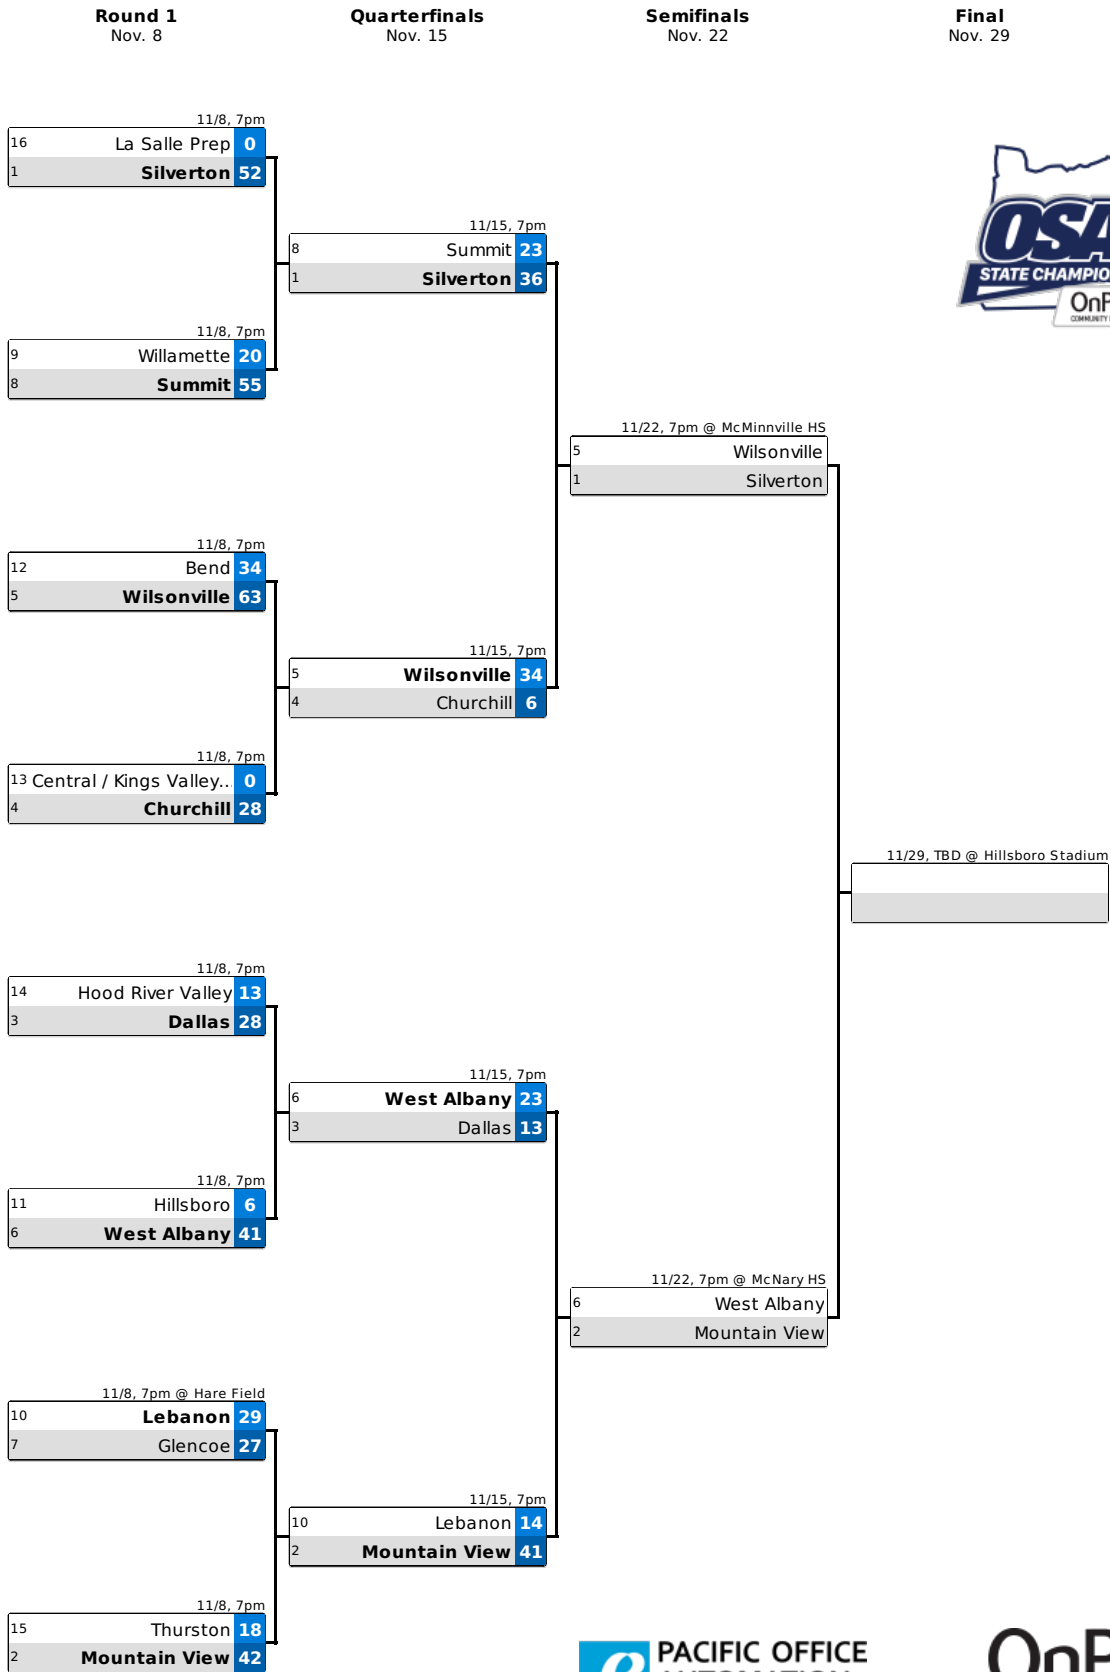 Round 1
Nov. 8
Quarterfinals
Nov. 15
Semifinals
Nov. 22
Final
Nov. 29
11/8, 7pm
16 La Salle Prep 0
1 Silverton 52
11/15, 7pm
8 Summit 23
1 Silverton 36
11/8, 7pm
9 Willamette 20
8 Summit 55
11/22, 7pm @ McMinnville HS
5 Wilsonville
1 Silverton
11/8, 7pm
12 Bend 34
5 Wilsonville 63
11/15, 7pm
5 Wilsonville 34
4 Churchill 6
11/8, 7pm
13 Central / Kings Valley.. 0
4 Churchill 28
11/29, TBD @ Hillsboro Stadium
11/8, 7pm
14 Hood River Valley 13
3 Dallas 28
11/15, 7pm
6 West Albany 23
3 Dallas 13
11/8, 7pm
11 Hillsboro 6
6 West Albany 41
11/22, 7pm @ McNary HS
6 West Albany
2 Mountain View
11/8, 7pm @ Hare Field
10 Lebanon 29
7 Glencoe 27
11/15, 7pm
10 Lebanon 14
2 Mountain View 41
11/8, 7pm
15 Thurston 18
2 Mountain View 42
OSA
STATE CHAMPIO
OnP
COMMUNITY
PACIFIC OFFICE
AUTOMATION
OnP